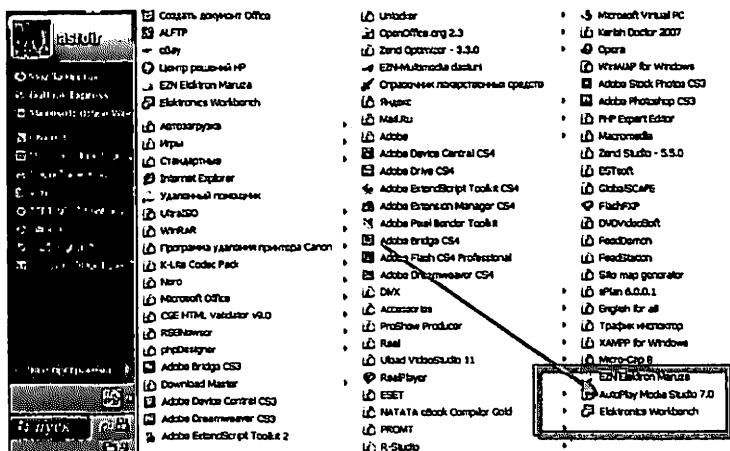 astoir
Outlook Express
Создать документ Office
ALFTP
eBay
Центр решений HP
EZN Elektron Maruza
Elektronics Workbench
Автозагрузка
Игры
Стандартные
Internet Explorer
Удаленный помощник
UltraISO
WinRAR
Программа удаления принтера Canon
K-Lite Codec Pack
Nero
Microsoft Office
CSE HTML Validator v9.0
RSSNewsor
phpDesigner
Adobe Bridge CS3
Download Master
Adobe Device Central CS3
Adobe Dreamweaver CS3
Adobe ExtendScript Toolkit 2
Unlocker
OpenOffice.org 2.3
Zend Optimizer - 3.3.0
EZN-Multimedia dasturi
Справочник лекарственных средств
Яндекс
Mail.Ru
Adobe
Adobe Device Central CS4
Adobe Drive CS4
Adobe ExtendScript Toolkit CS4
Adobe Extension Manager CS4
Adobe Pixel Bender Toolkit
Adobe Bridge CS4
Adobe Flash CS4 Professional
Adobe Dreamweaver CS4
DMX
Accessories
ProShow Producer
Real
Ulead VideoStudio 11
RealPlayer
ESET
NATATA eBook Compiler Gold
PROMT
R-Studio
Microsoft Virtual PC
Kerish Doctor 2007
Opera
WinHAP for Windows
Adobe Stock Photos CS3
Adobe Photoshop CS3
PHP Expert Editor
Macromedia
Zend Studio - 5.5.0
ESTsoft
GlobalSCAPE
FlashFXP
DVDVideoSoft
FeedDemon
FeedStation
Site map generator
sPlan 6.0.0.1
English for all
Трафик инспектор
XAMPP for Windows
Micro-Cap 8
EZN Elektron Maruza
AutoPlay Media Studio 7.0
Elektronics Workbench
Все программы
Пуск